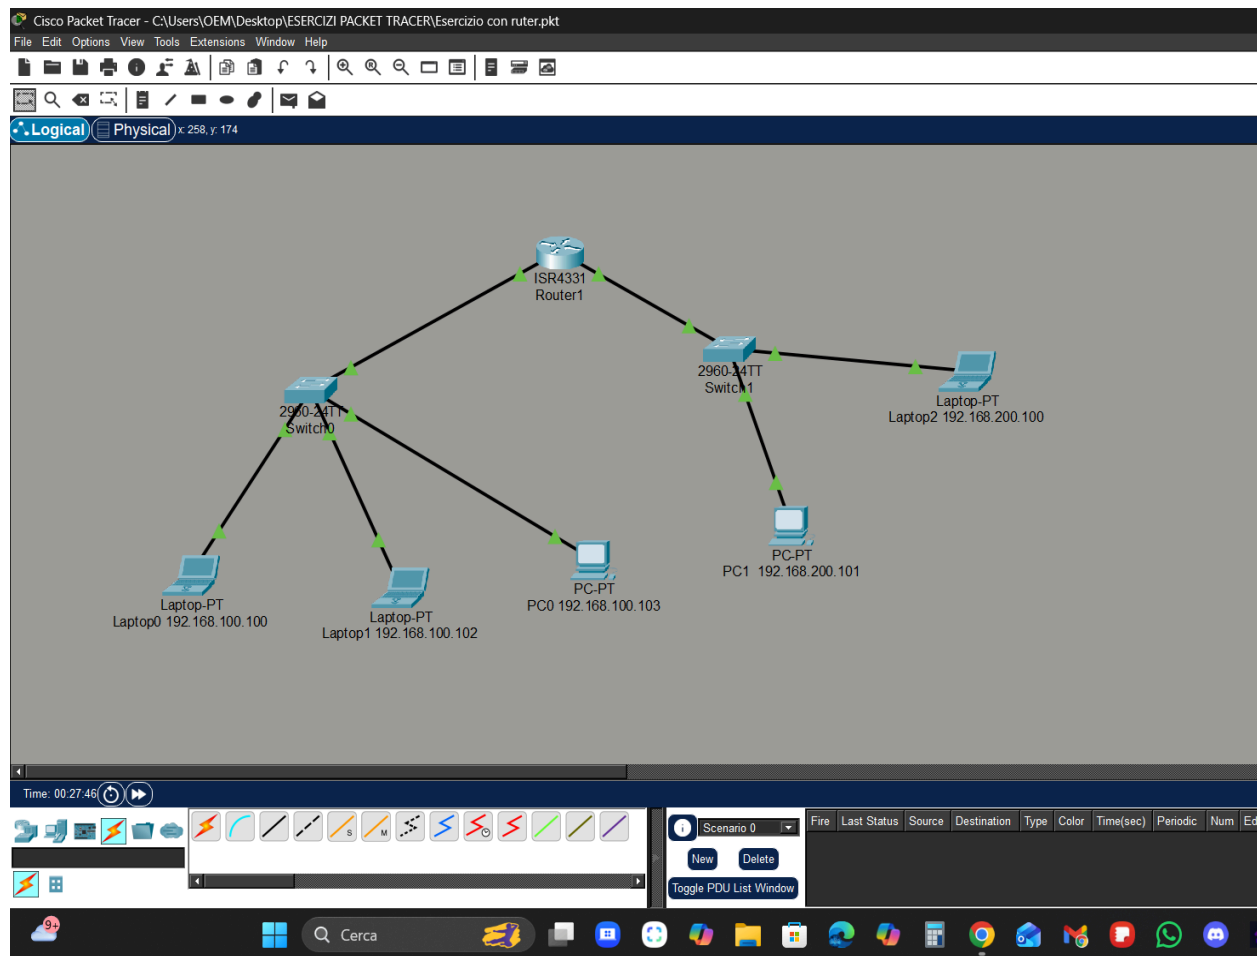 Cisco Packet Tracer - C:\Users\OEM\Desktop\ESERCIZI PACKET TRACER\Esercizio con ruter.pkt
File Edit Options View Tools Extensions Window Help
Logical Physical x: 258, y: 174
ISR4331
Router1
2960-24TT
Switch1
Laptop-PT
Laptop2 192.168.200.100
2960-24TT
Switch0
PC-PT
PC1 192.168.200.101
PC-PT
PC0 192.168.100.103
Laptop-PT
Laptop0 192.168.100.100
Laptop-PT
Laptop1 192.168.100.102
Time: 00:27:46
S M
Scenario 0
Fire Last Status Source Destination Type Color Time(sec) Periodic Num Ed
New Delete
Toggle PDU List Window
9+
Cerca